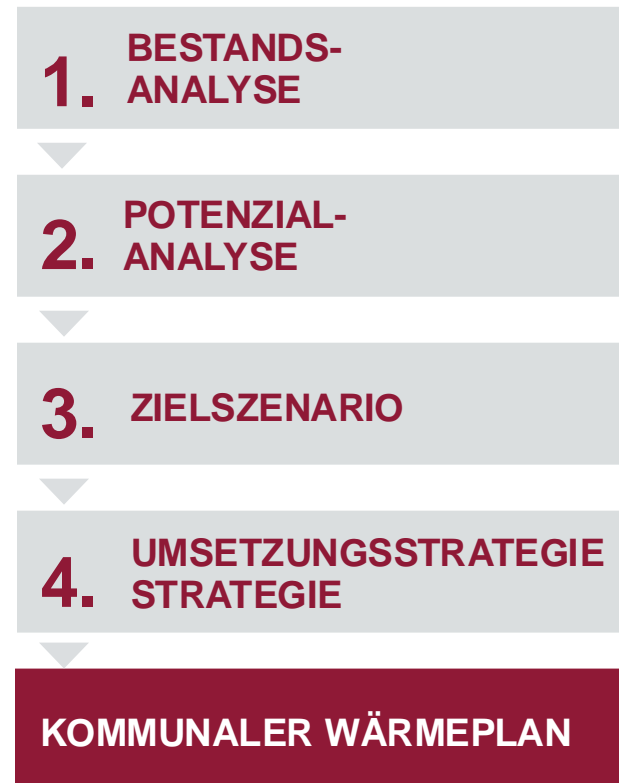 1. BESTANDS-
ANALYSE
2. POTENZIAL-
ANALYSE
3. ZIELSZENARIO
4. UMSETZUNGSSTRATEGIE
STRATEGIE
KOMMUNALER WÄRMEPLAN